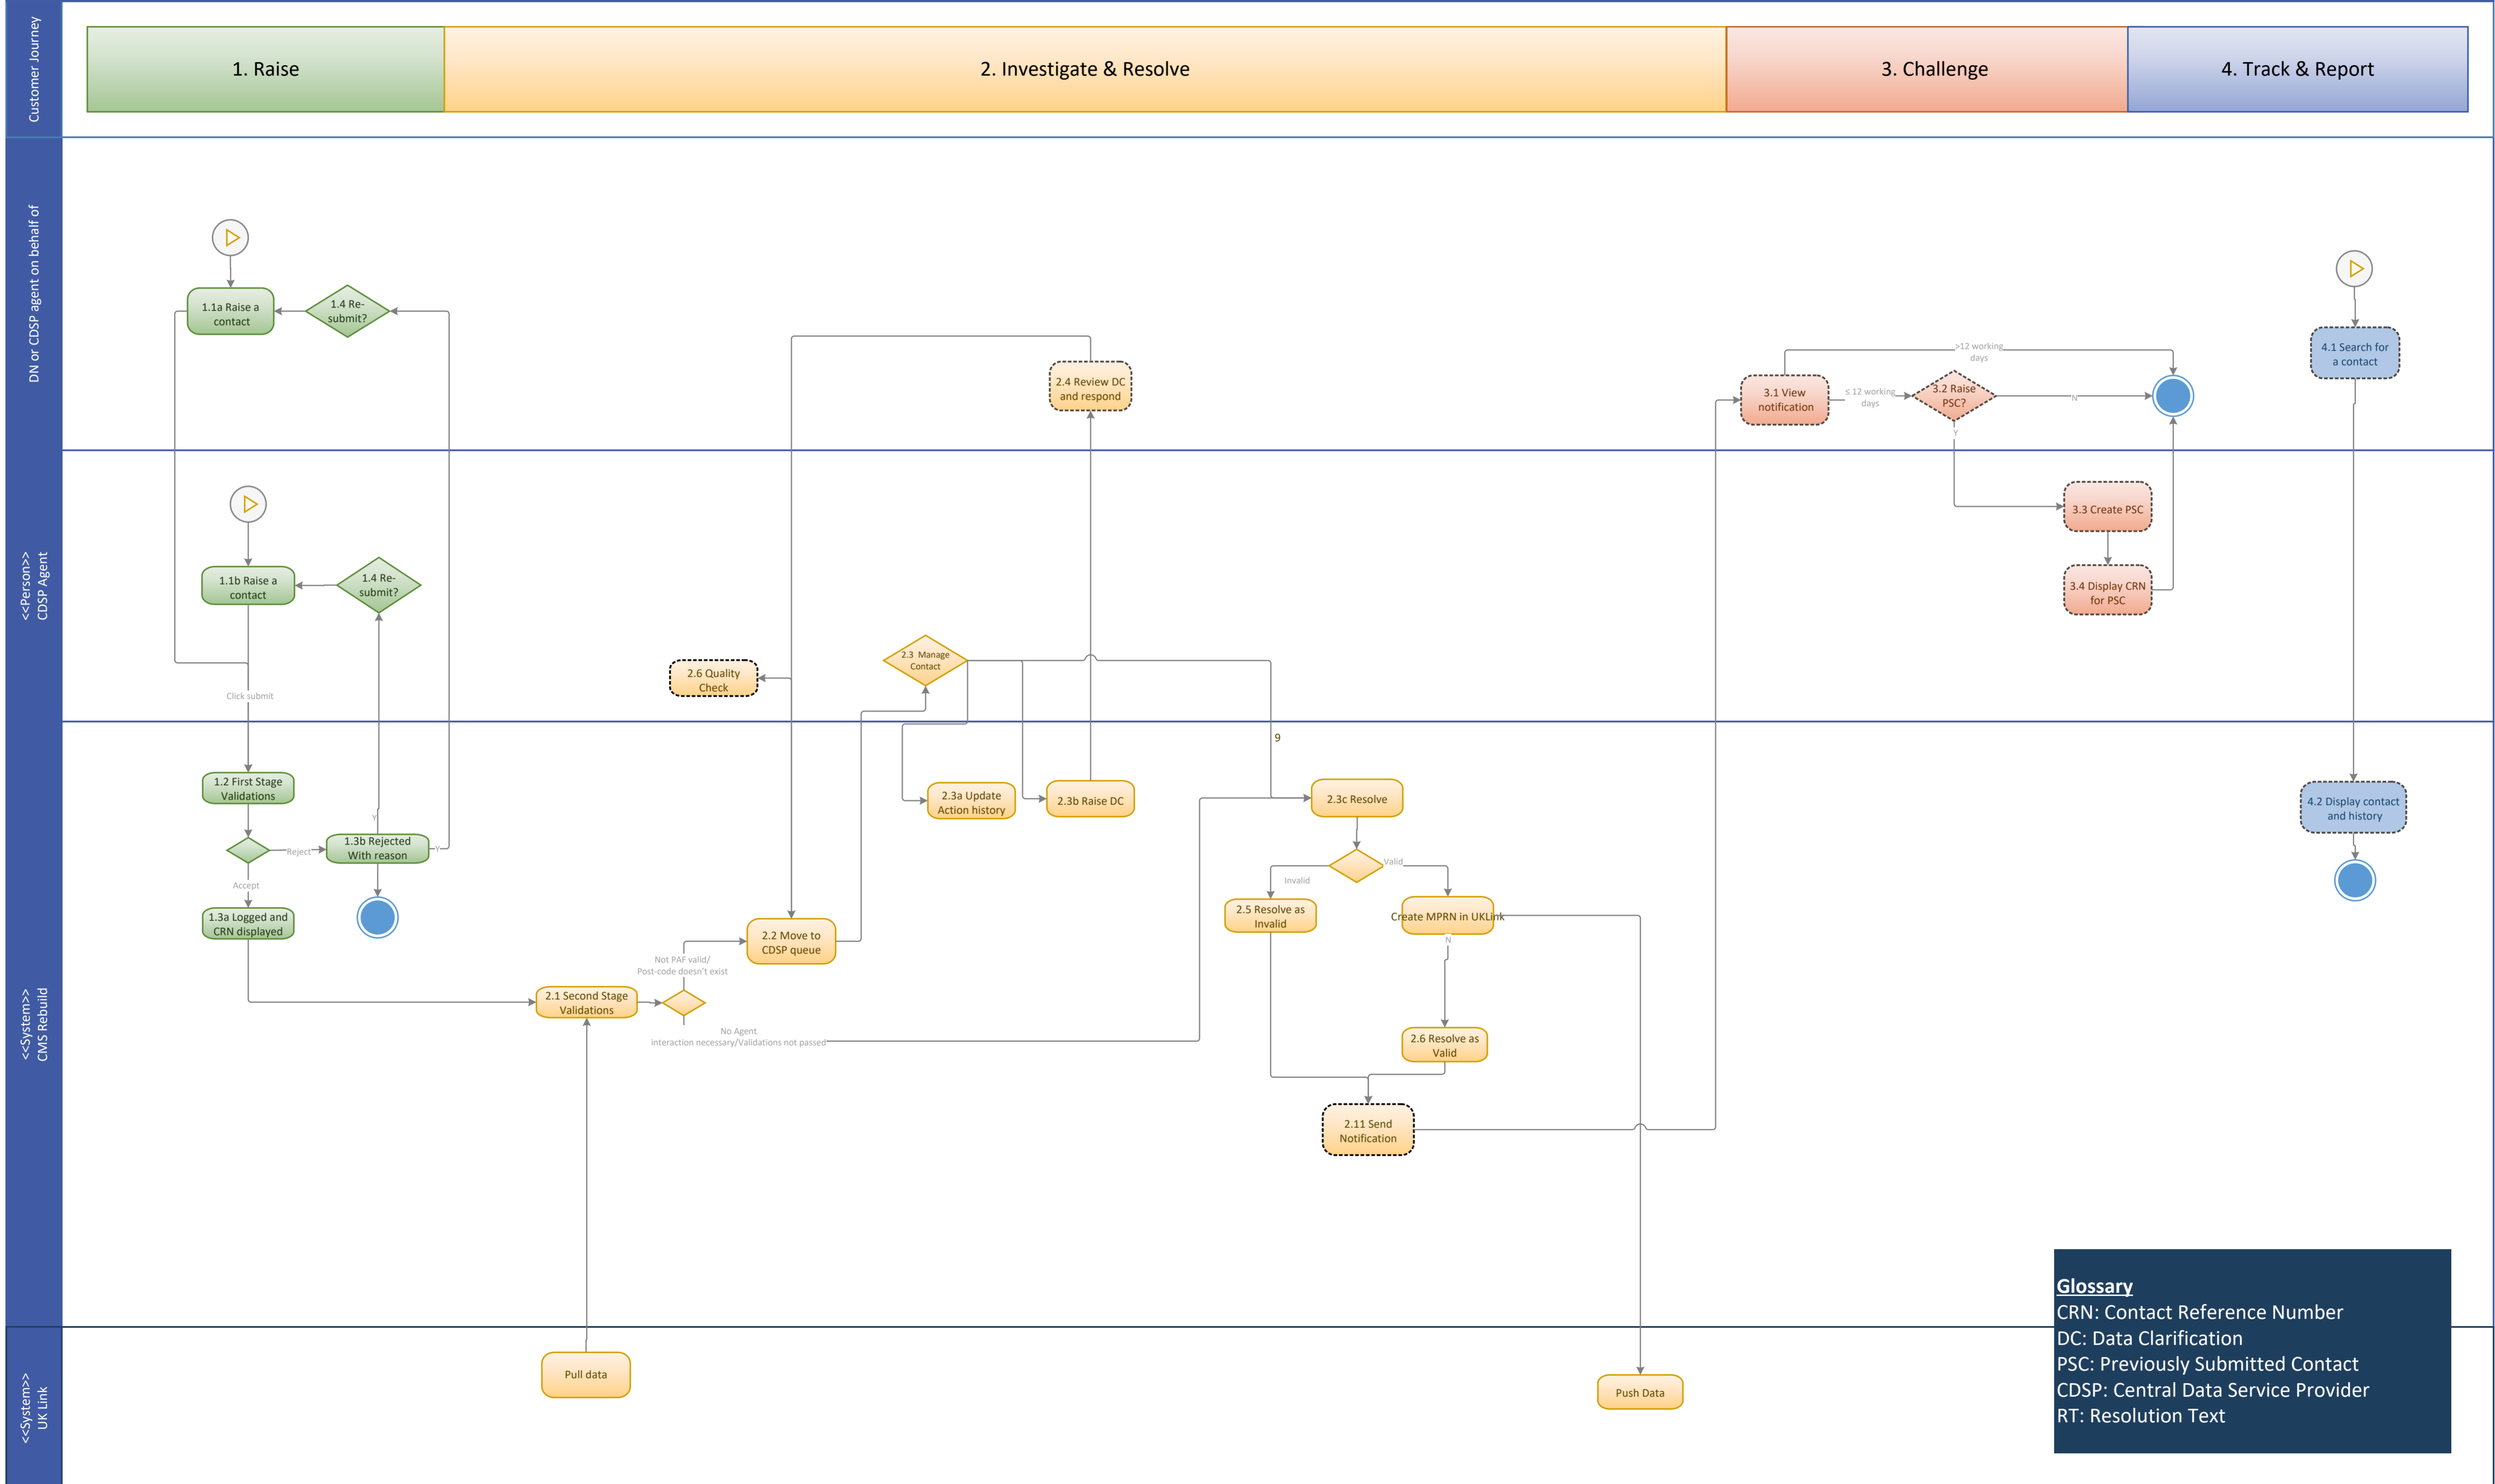 Customer Journey
1. Raise
2. Investigate & Resolve
3. Challenge
4. Track & Report
DN or CDSP agent on behalf of
1.1a Raise a
contact
1.4 Re-
submit?
2.4 Review DC
and respond
3.1 View
notification
>12 working
days
≤ 12 working
days
3.2 Raise
PSC?
N
Y
4.1 Search for
a contact
<<Person>>
CDSP Agent
1.1b Raise a
contact
1.4 Re-
submit?
Click submit
2.6 Quality
Check
2.3 Manage
Contact
3.3 Create PSC
3.4 Display CRN
for PSC
<<System>>
CMS Rebuild
1.2 First Stage
Validations
Reject
Accept
1.3b Rejected
With reason
Y
Y
1.3a Logged and
CRN displayed
2.1 Second Stage
Validations
Not PAF valid/
Post-code doesn't exist
No Agent
interaction necessary/Validations not passed
2.2 Move to
CDSP queue
2.3a Update
Action history
2.3b Raise DC
9
2.3c Resolve
Invalid
Valid
2.5 Resolve as
Invalid
Create MPRN in UKLink
N
2.6 Resolve as
Valid
2.11 Send
Notification
4.2 Display contact
and history
<<System>>
UK Link
Pull data
Push Data
Glossary
CRN: Contact Reference Number
DC: Data Clarification
PSC: Previously Submitted Contact
CDSP: Central Data Service Provider
RT: Resolution Text